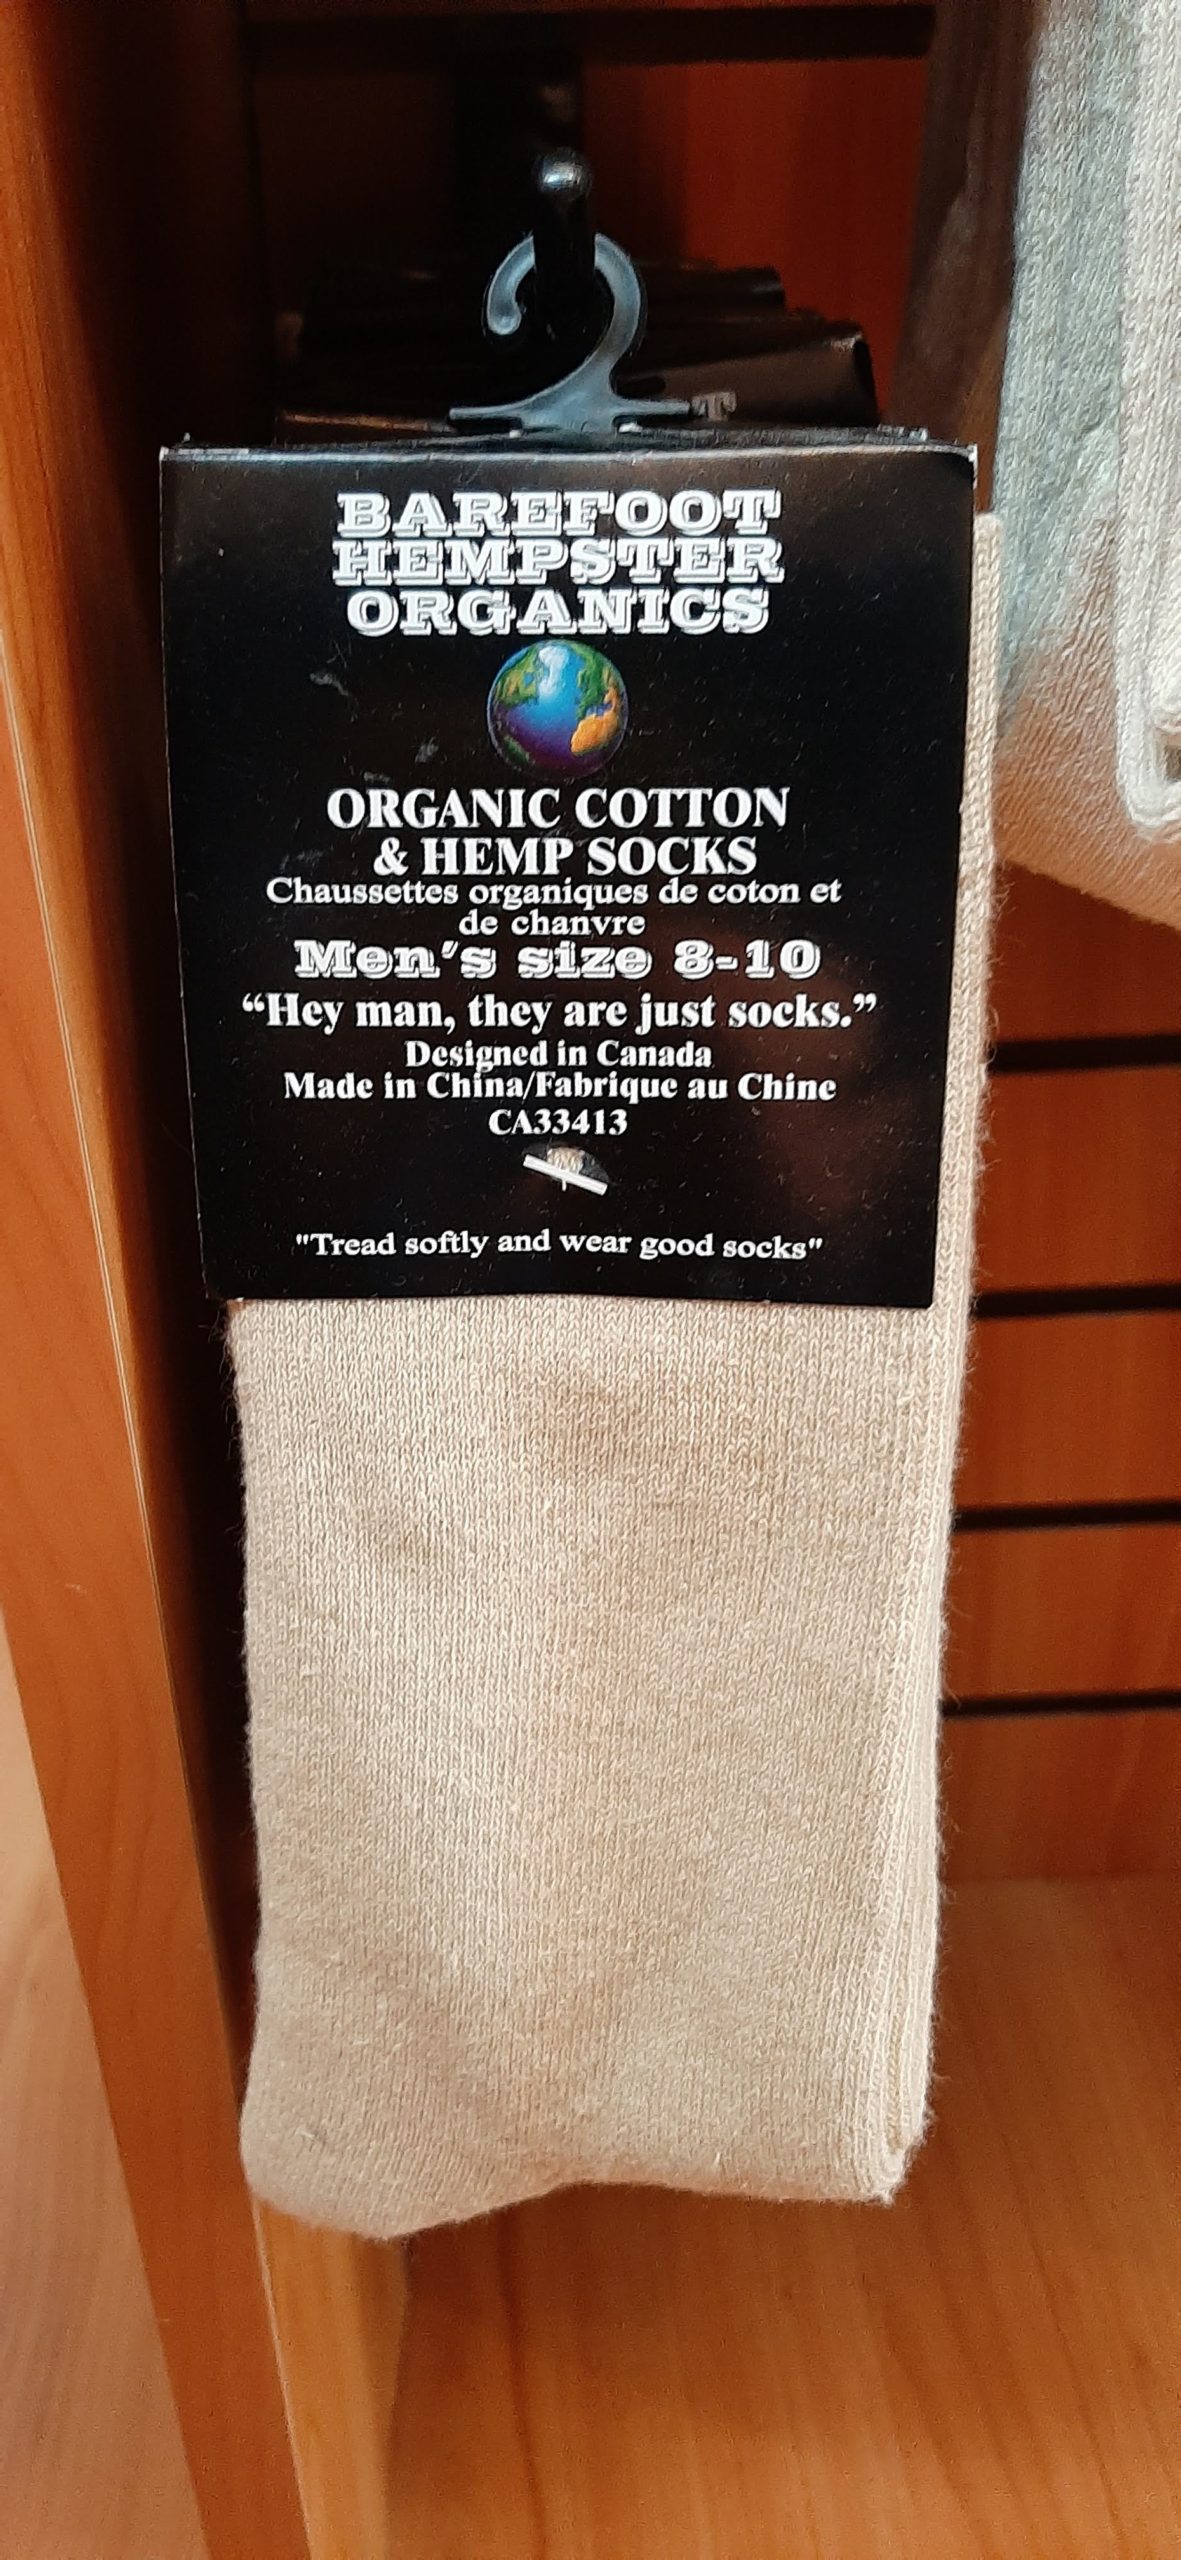 BAREFOOT
HEMPSTER
ORGANICS
ORGANIC COTTON
& HEMP SOCKS
Chaussettes organiques de coton et
de chanvre
Men's size 8-10
“Hey man, they are just socks.”
Designed in Canada
Made in China/Fabrique au Chine
CA33413
"Tread softly and wear good socks"